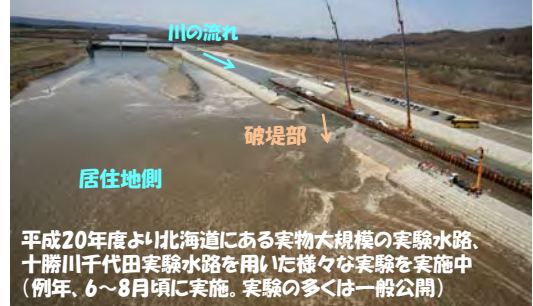 川の流れ
破堤部
居住地側
平成20年度より北海道にある実物大規模の実験水路、
十勝川千代田実験水路を用いた様々な実験を実施中
(例年、6～8月頃に実施。実験の多くは一般公開)